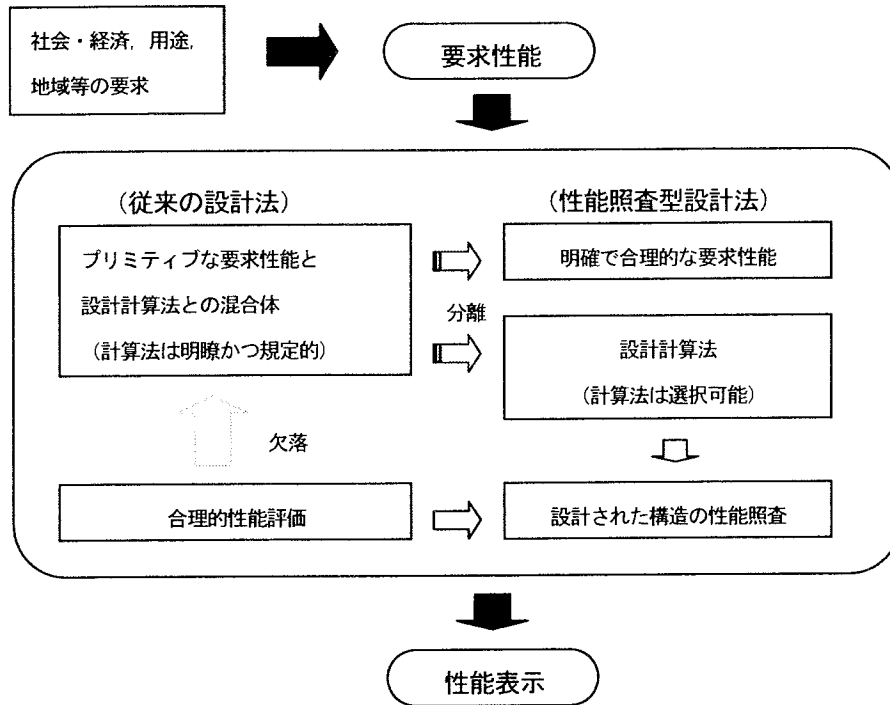 社会・経済，用途，
地域等の要求
要求性能
（従来の設計法）
（性能照査型設計法）
プリミティブな要求性能と
設計計算法との混合体
（計算法は明瞭かつ規定的）
分離
明確で合理的な要求性能
設計計算法
（計算法は選択可能）
欠落
合理的性能評価
設計された構造の性能照査
性能表示